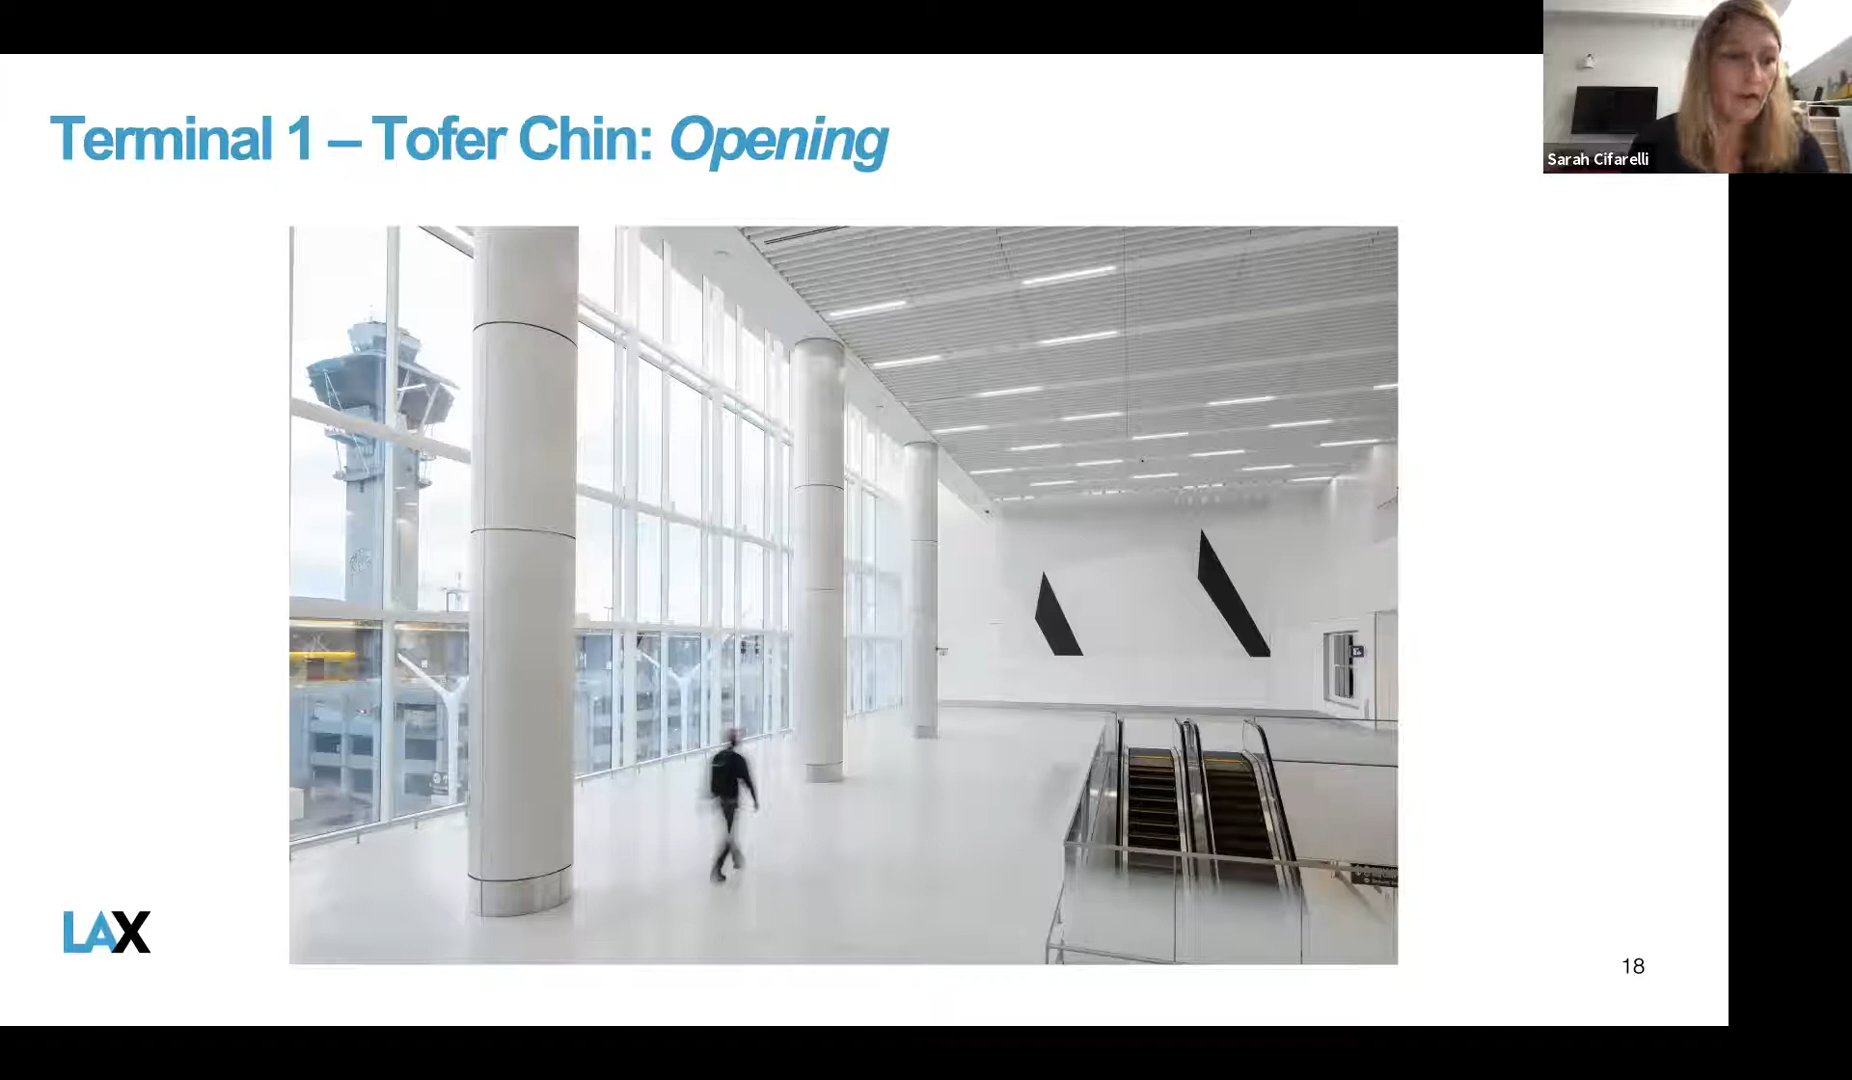 Terminal 1 – Tofer Chin: Opening
Sarah Cifarelli
LAX
18